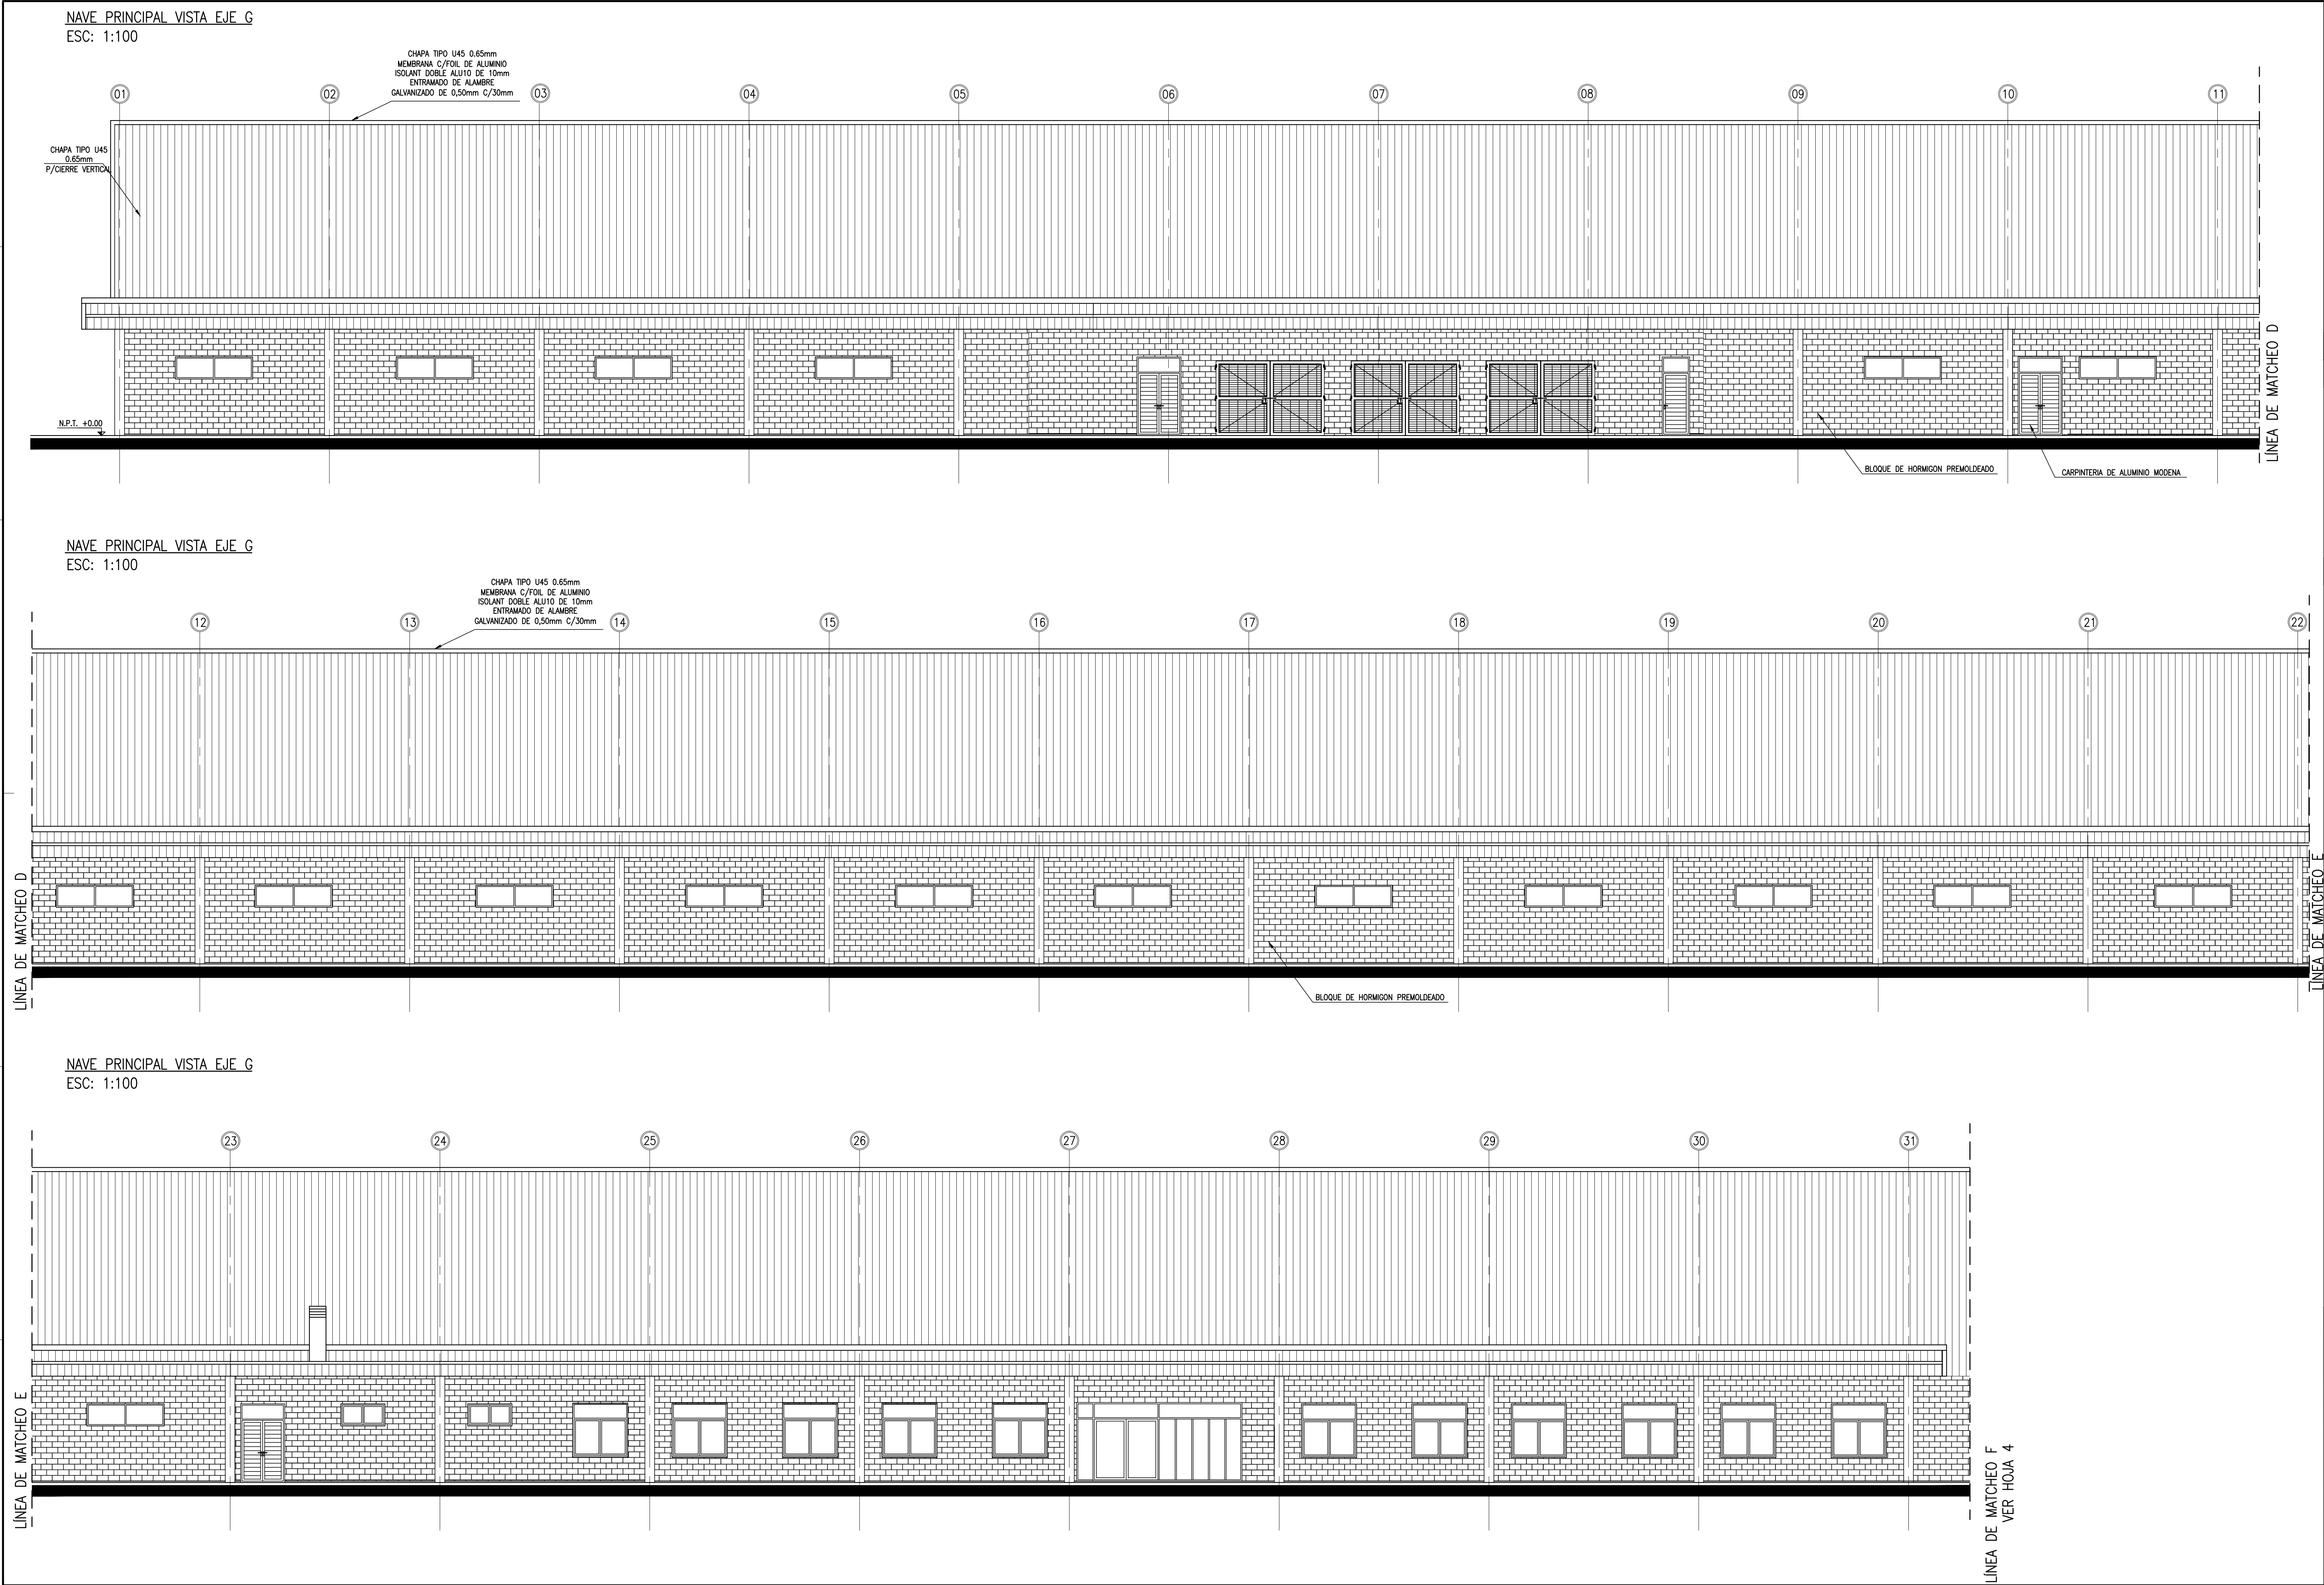 NAVE PRINCIPAL VISTA EJE G
ESC: 1:100
CHAPA TIPO U45 0.65mm
MEMBRANA C/FOIL DE ALUMINIO
ISOLANT DOBLE ALU10 DE 10mm
ENTRAMADO DE ALAMBRE
GALVANIZADO DE 0,50mm C/30mm
01
02
03
04
05
06
07
08
09
10
11
CHAPA TIPO U45
0.65mm
P/CIERRE VERTICAL
N.P.T. +0.00
BLOQUE DE HORMIGON PREMOLDEADO
CARPINTERIA DE ALUMINIO MODENA
LÍNEA DE MATCHEO D
NAVE PRINCIPAL VISTA EJE G
ESC: 1:100
CHAPA TIPO U45 0.65mm
MEMBRANA C/FOIL DE ALUMINIO
ISOLANT DOBLE ALU10 DE 10mm
ENTRAMADO DE ALAMBRE
GALVANIZADO DE 0,50mm C/30mm
12
13
14
15
16
17
18
19
20
21
22
LÍNEA DE MATCHEO D
BLOQUE DE HORMIGON PREMOLDEADO
LÍNEA DE MATCHEO E
NAVE PRINCIPAL VISTA EJE G
ESC: 1:100
23
24
25
26
27
28
29
30
31
LÍNEA DE MATCHEO E
LÍNEA DE MATCHEO F
VER HOJA 4